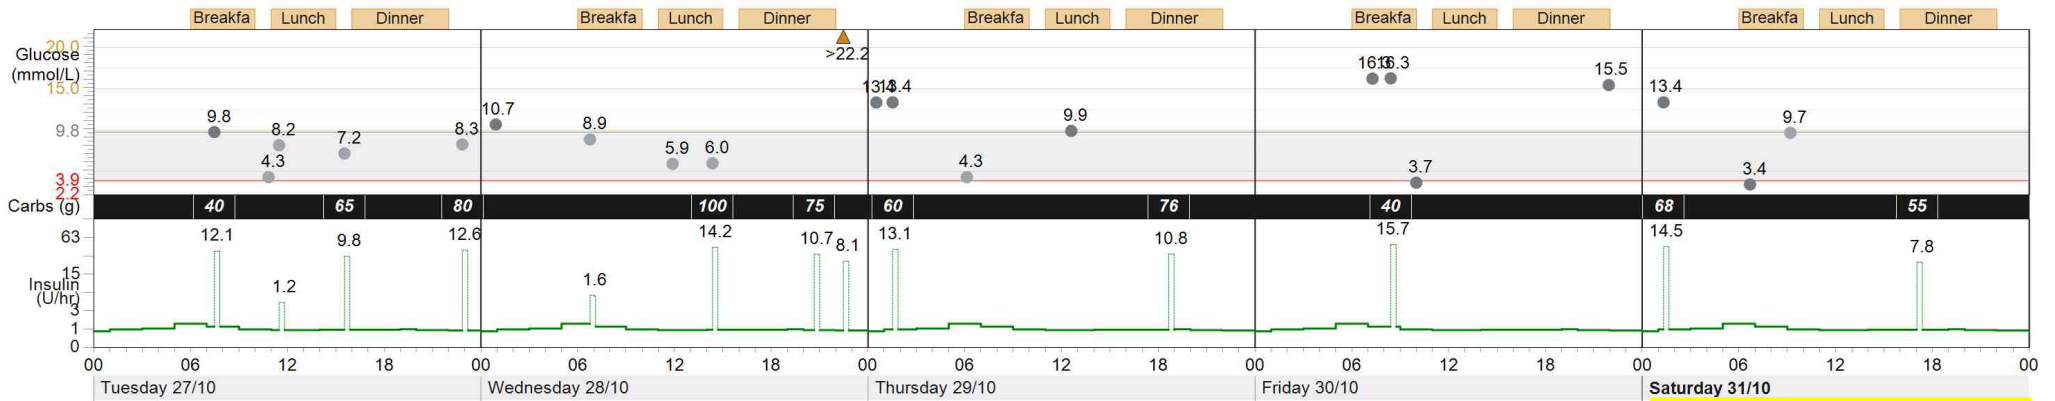 Breakfa Lunch Dinner Breakfa Lunch Dinner Breakfa Lunch Dinner Breakfa Lunch Dinner Breakfa Lunch Dinner
Glucose
(mmol/L)
20.0
15.0
9.8
3.9
2.2
9.8 4.3 8.2 7.2 8.3
10.7 8.9 5.9 6.0 >22.2
13.4 13.4 4.3 9.9
16.3 3.7 15.5
13.4 3.4 9.7
Carbs (g) 40 65 80 100 75 60 76 40 68 55
Insulin
(U/hr)
63
15
3
1
0
12.1 1.2 9.8 12.6
1.6 14.2 10.7 8.1
13.1 10.8
15.7
14.5 7.8
00 06 12 18 00 06 12 18 00 06 12 18 00 06 12 18 00 06 12 18 00
Tuesday 27/10 Wednesday 28/10 Thursday 29/10 Friday 30/10 Saturday 31/10